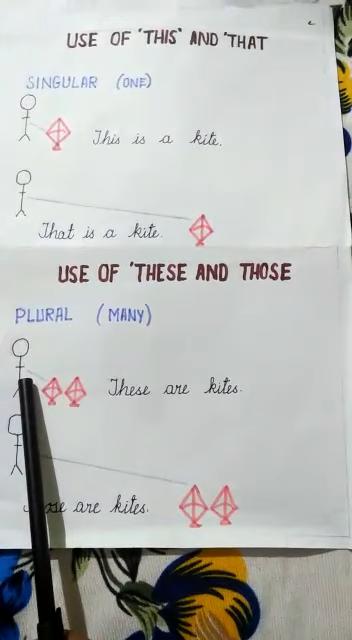 USE OF 'THIS' AND 'THAT
SINGULAR (ONE)
This is a kite.
That is a kite.
USE OF 'THESE AND THOSE
PLURAL (MANY)
These are kites.
are kites.